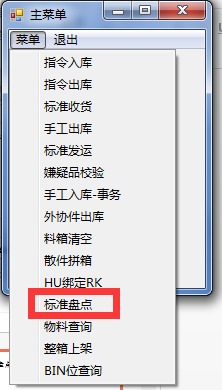 主菜单
菜单 退出
指令入库
指令出库
标准收货
手工出库
标准发运
嫌疑品校验
手工入库-事务
外协件出库
料箱清空
散件拼箱
HU绑定RK
标准盘点
物料查询
整箱上架
BIN位查询